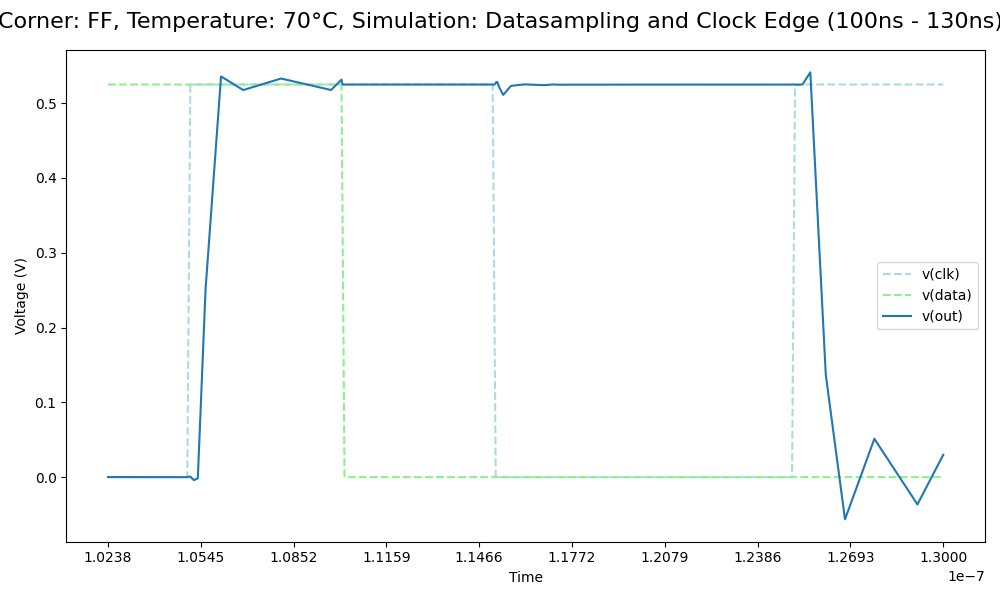 Corner: FF, Temperature: 70°C, Simulation: Datasampling and Clock Edge (100ns - 130ns)
Voltage (V)
0.5
0.4
0.3
0.2
0.1
0.0
v(clk)
v(data)
v(out)
1.0238 1.0545 1.0852 1.1159 1.1466 1.1772 1.2079 1.2386 1.2693 1.3000
1e−7
Time